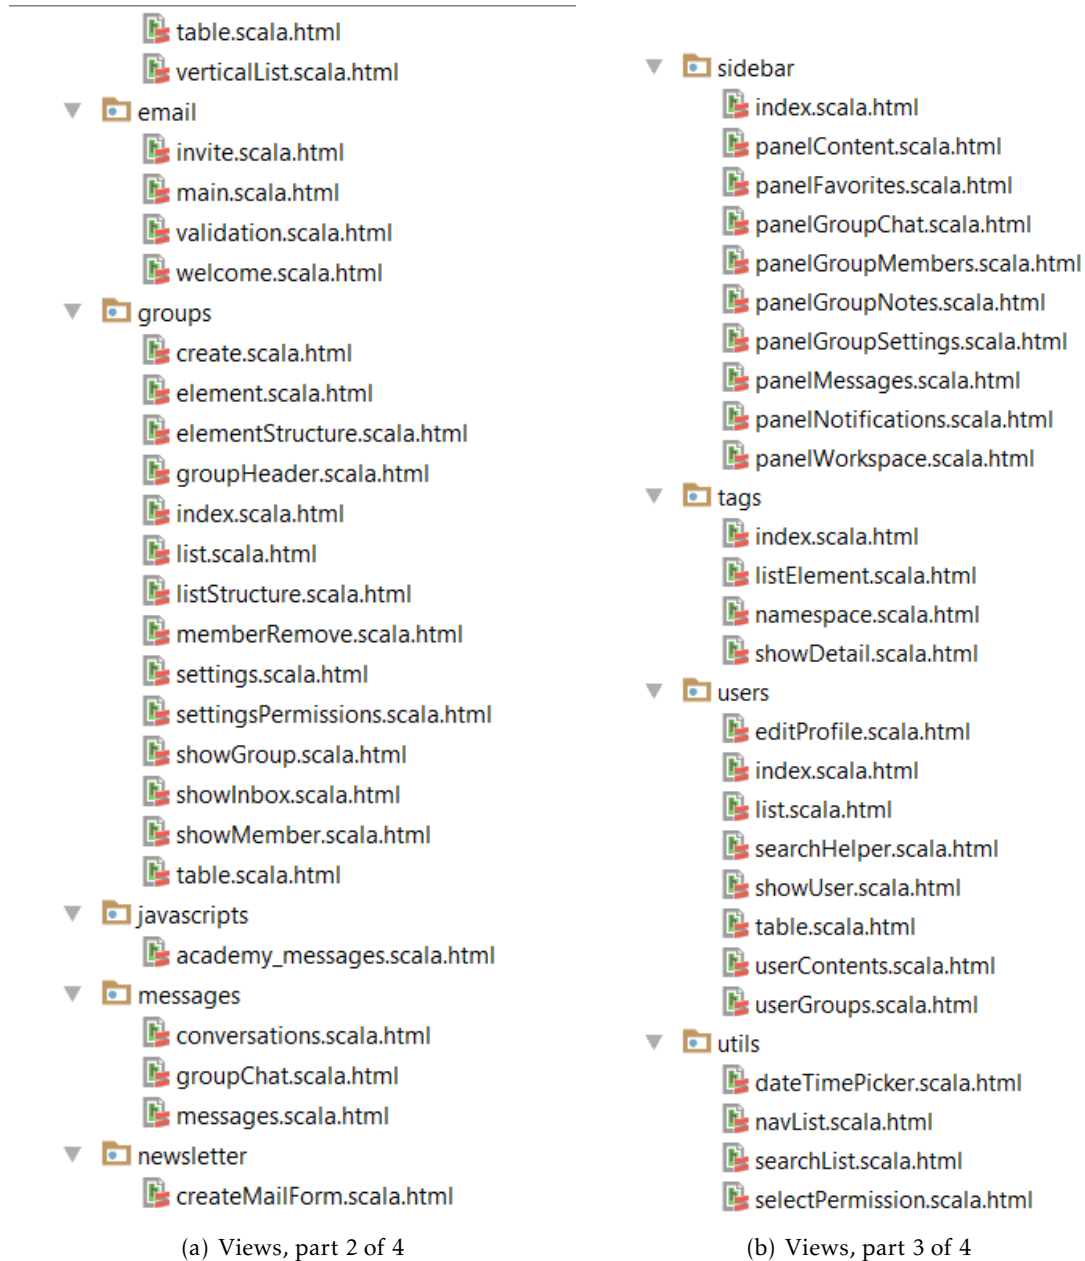 table.scala.html
verticalList.scala.html
email
invite.scala.html
main.scala.html
validation.scala.html
welcome.scala.html
groups
create.scala.html
element.scala.html
elementStructure.scala.html
groupHeader.scala.html
index.scala.html
list.scala.html
listStructure.scala.html
memberRemove.scala.html
settings.scala.html
settingsPermissions.scala.html
showGroup.scala.html
showInbox.scala.html
showMember.scala.html
table.scala.html
javascripts
academy_messages.scala.html
messages
conversations.scala.html
groupChat.scala.html
messages.scala.html
newsletter
createMailForm.scala.html
(a) Views, part 2 of 4
sidebar
index.scala.html
panelContent.scala.html
panelFavorites.scala.html
panelGroupChat.scala.html
panelGroupMembers.scala.html
panelGroupNotes.scala.html
panelGroupSettings.scala.html
panelMessages.scala.html
panelNotifications.scala.html
panelWorkspace.scala.html
tags
index.scala.html
listElement.scala.html
namespace.scala.html
showDetail.scala.html
users
editProfile.scala.html
index.scala.html
list.scala.html
searchHelper.scala.html
showUser.scala.html
table.scala.html
userContents.scala.html
userGroups.scala.html
utils
dateTimePicker.scala.html
navList.scala.html
searchList.scala.html
selectPermission.scala.html
(b) Views, part 3 of 4